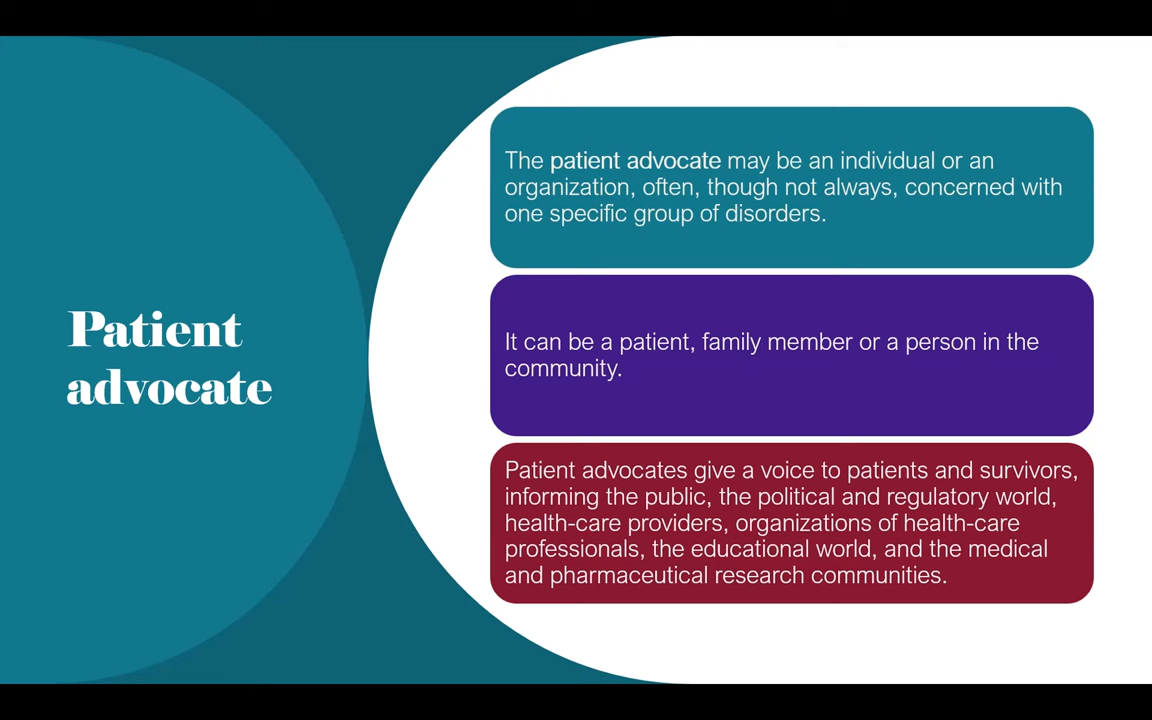 Patient
advocate
The patient advocate may be an individual or an
organization, often, though not always, concerned with
one specific group of disorders.
It can be a patient, family member or a person in the
community.
Patient advocates give a voice to patients and survivors,
informing the public, the political and regulatory world,
health-care providers, organizations of health-care
professionals, the educational world, and the medical
and pharmaceutical research communities.